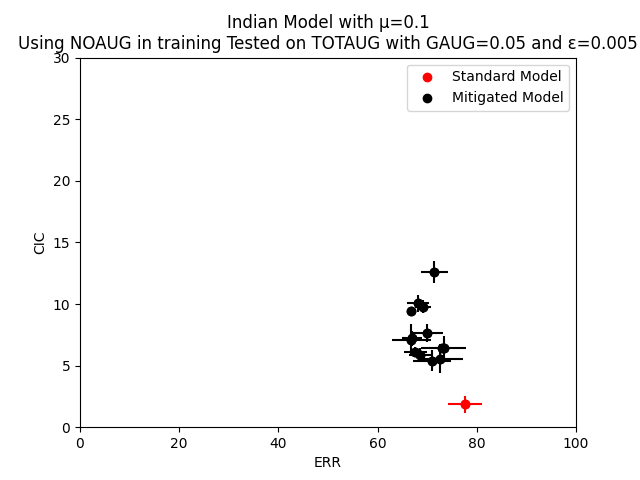 Indian Model with μ=0.1
Using NOAUG in training Tested on TOTAUG with GAUG=0.05 and ε=0.005
Standard Model
Mitigated Model
30
25
20
15
10
5
0
CIC
0 20 40 60 80 100
ERR